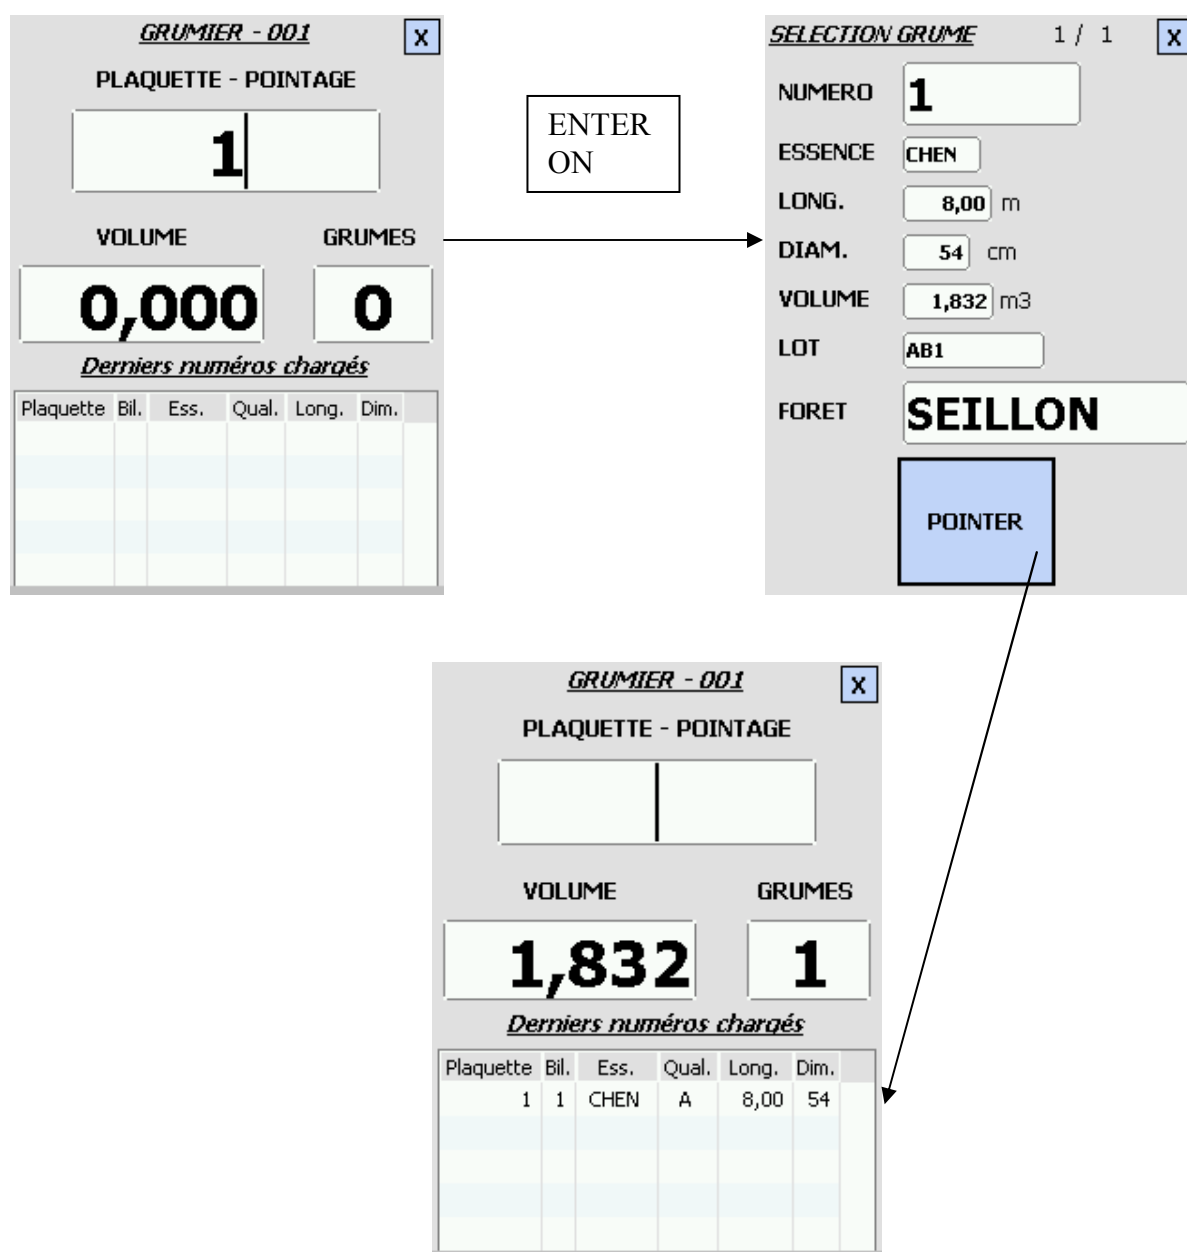 GRUMIER - 001 X
PLAQUETTE - POINTAGE
1
VOLUME GRUMES
0,000 0
Derniers numéros chargés
Plaquette Bil. Ess. Qual. Long. Dim.
ENTER
ON
SELECTION GRUME 1 / 1 X
NUMERO 1
ESSENCE CHEN
LONG. 8,00 m
DIAM. 54 cm
VOLUME 1,832 m3
LOT AB1
FORET SEILLON
POINTER
GRUMIER - 001 X
PLAQUETTE - POINTAGE
VOLUME GRUMES
1,832 1
Derniers numéros chargés
Plaquette Bil. Ess. Qual. Long. Dim.
1 1 CHEN A 8,00 54